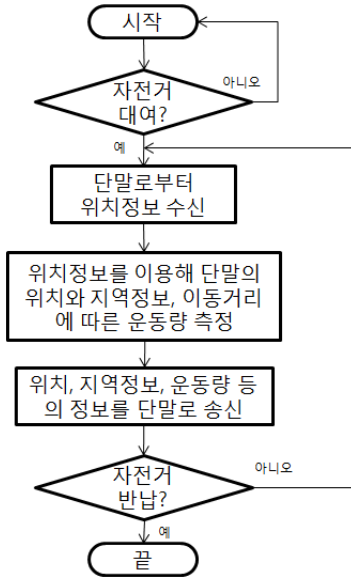 시작
자전거
대여?
아니오
예
단말로부터
위치정보 수신
위치정보를 이용해 단말의
위치와 지역정보, 이동거리
에 따른 운동량 측정
위치, 지역정보, 운동량 등
의 정보를 단말로 송신
자전거
반납?
아니오
예
끝